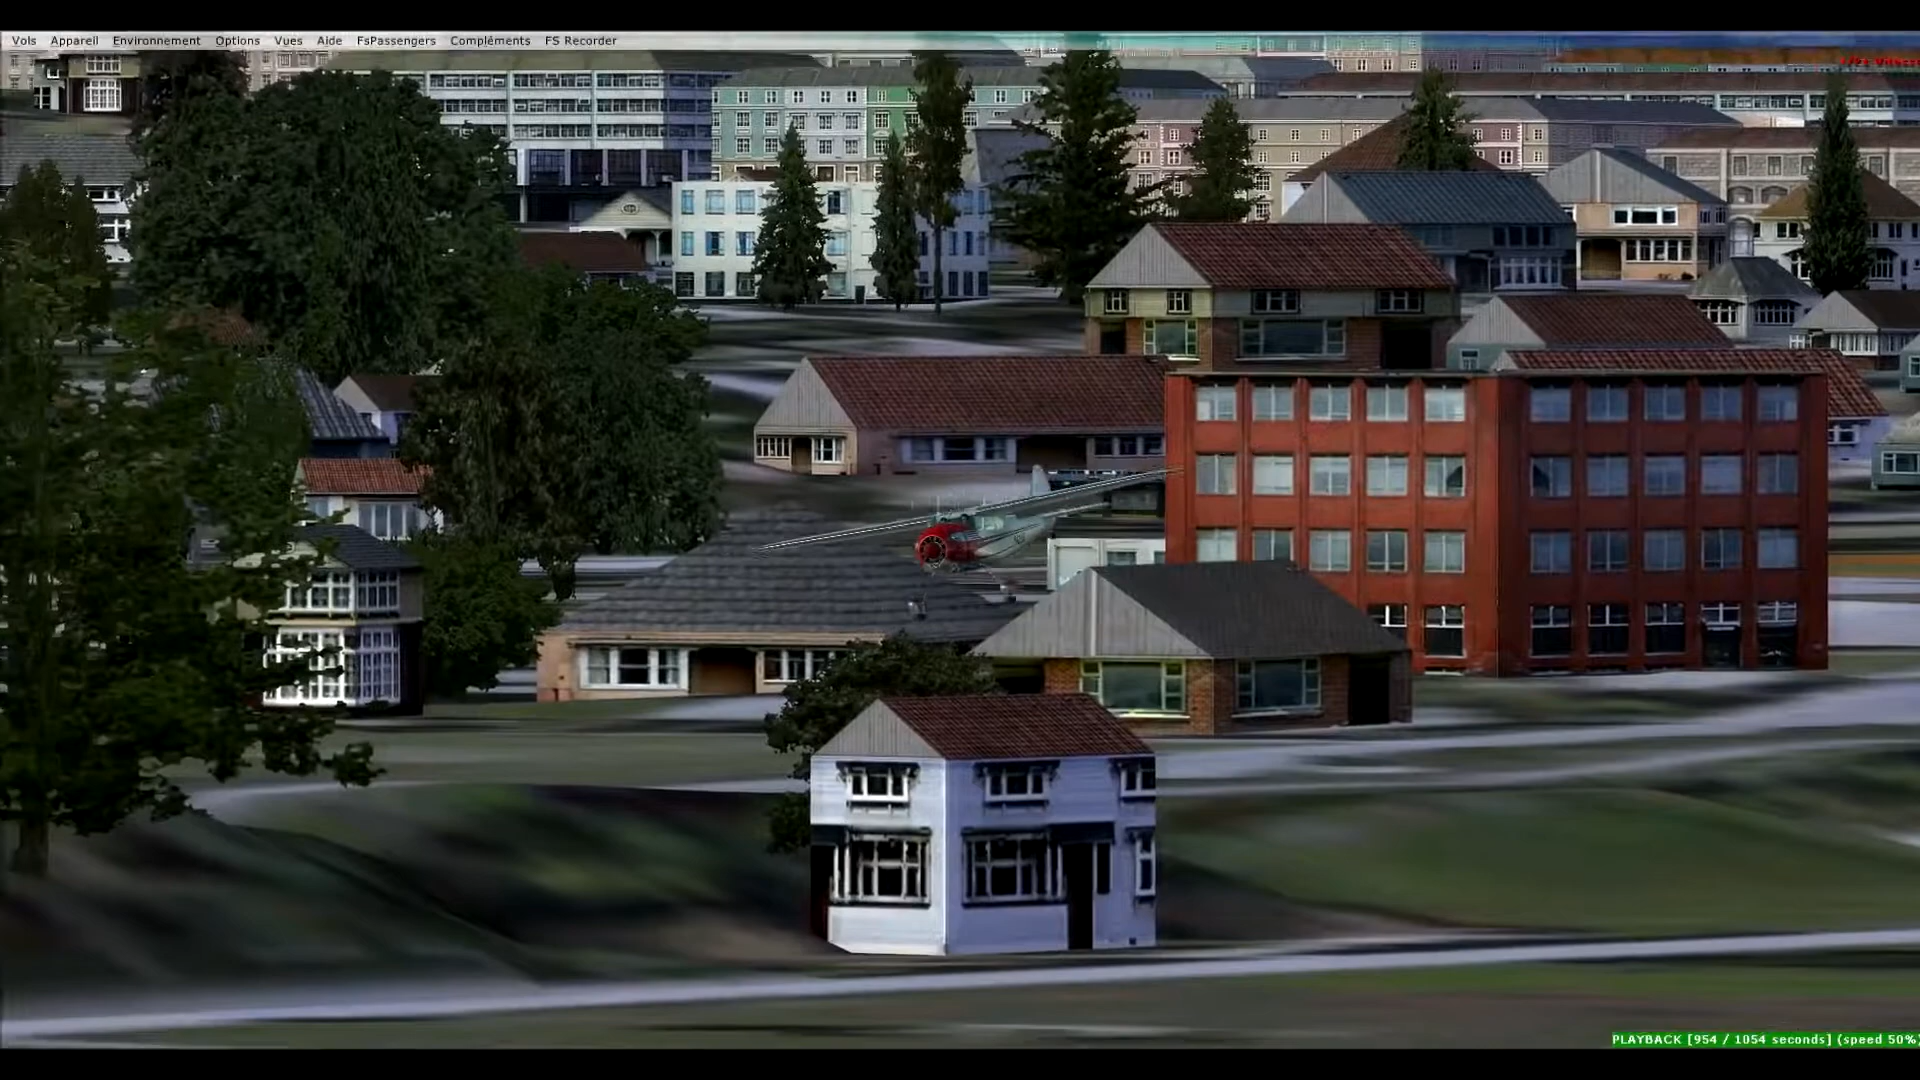 Vols Appareil Environnement Options Vues Aide FsPassengers Compléments FS Recorder
PLAYBACK [954 / 1054 seconds] (speed 50%)